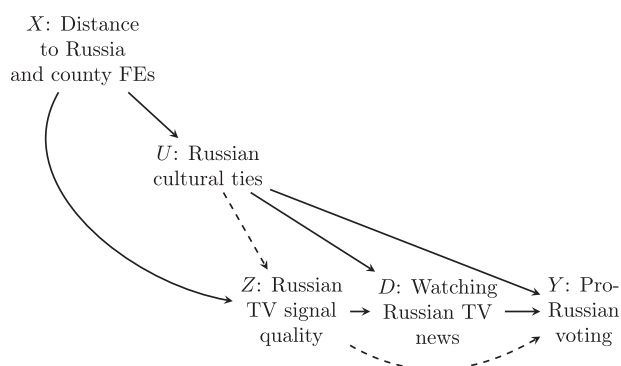 X: Distance
to Russia
and county FEs
U: Russian
cultural ties
Z: Russian
TV signal
quality
D: Watching
Russian TV
news
Y: Pro-
Russian
voting